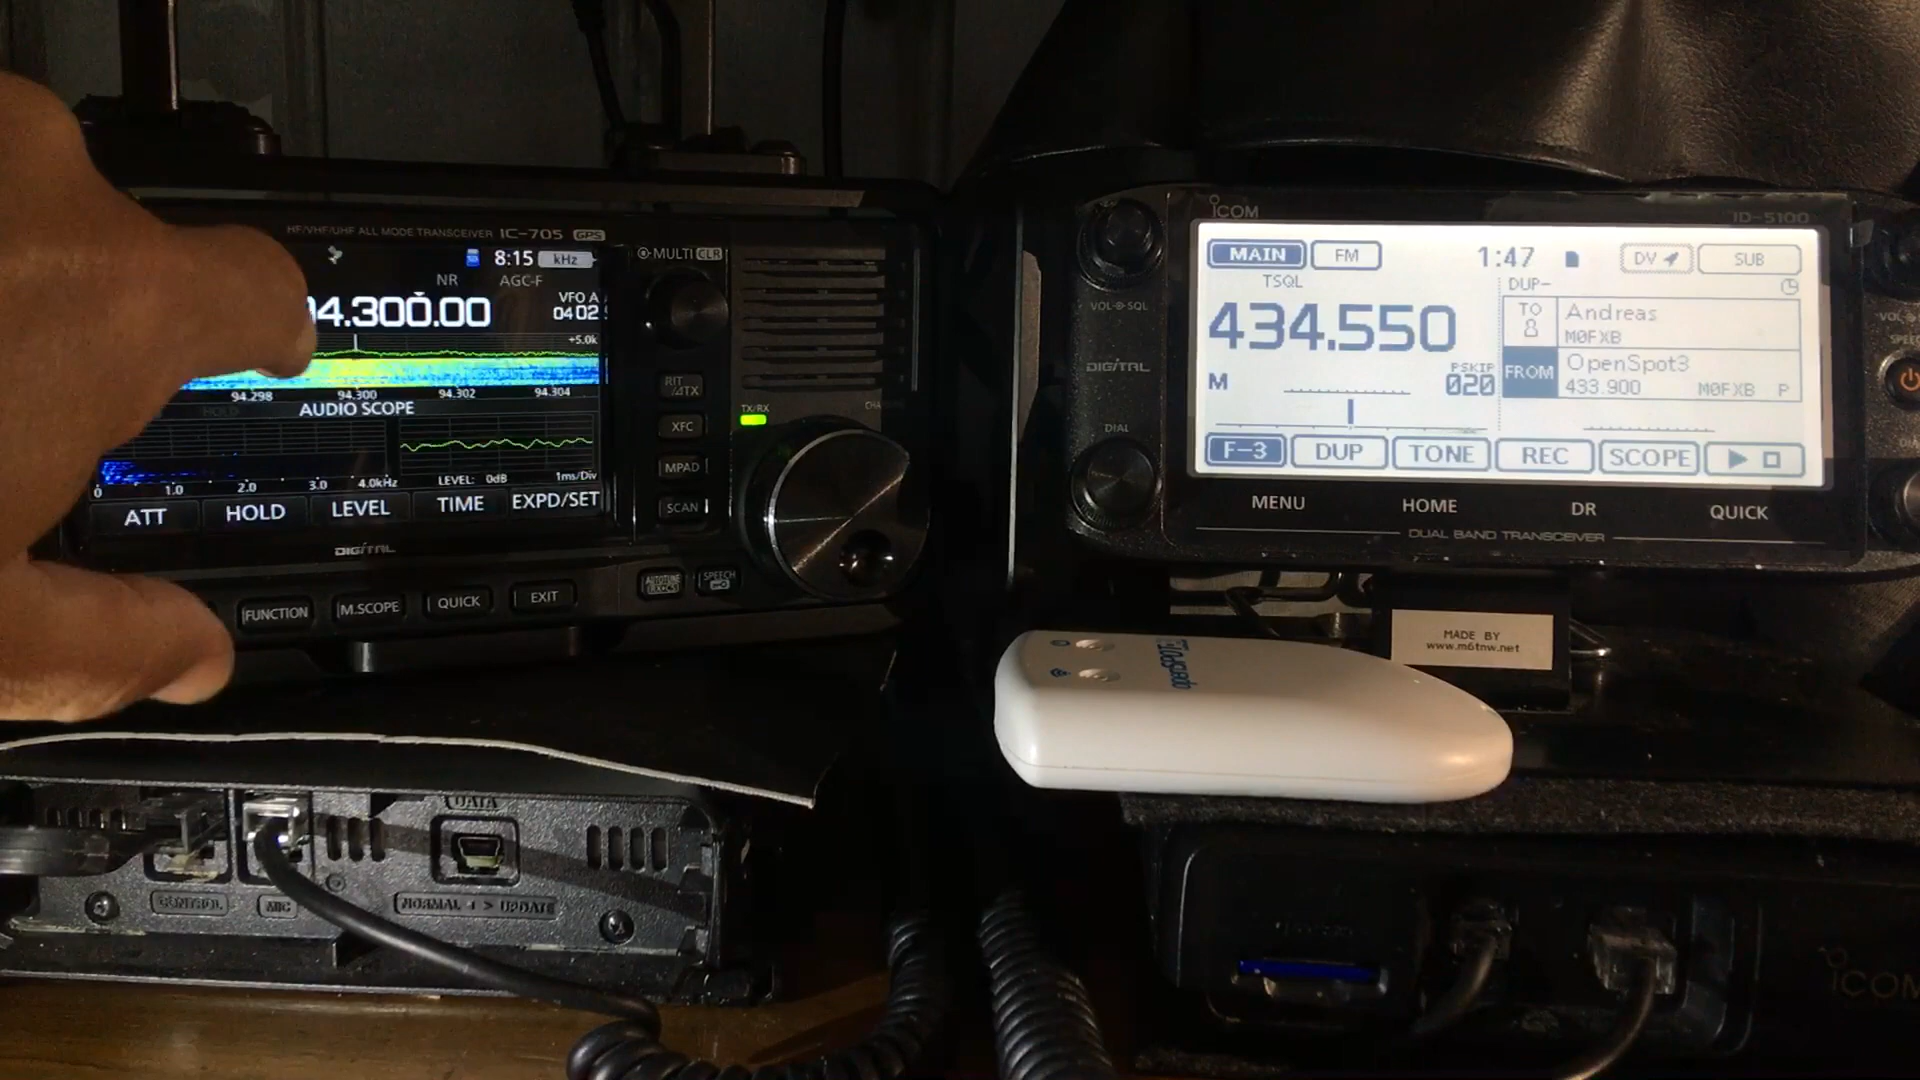 HF/VHF/UHF ALL MODE TRANSCEIVER IC-705 GPS
8:15 kHz
NR AGC-F
4.300.00
VFO A
0402
+5.0k
94.298 94.300 94.302 94.304
HOLD
AUDIO SCOPE
0 1.0 2.0 3.0 4.0kHz
LEVEL: 0dB 1ms/Div
ATT HOLD LEVEL TIME EXPD/SET
DIGITAL
FUNCTION M.SCOPE QUICK EXIT
MULTI CLR
RIT
XFC
MPAD
SCAN
TX/RX
AUTOTUNE
SPEECH
ICOM
ID-5100
VOL SQL
DIGITAL
DIAL
MAIN FM 1:47 DV SUB
TSQL DUP-
434.550
TO Andreas
M0FXB
FROM OpenSpot3
433.900 M0FXB P
M
PSKIP
020
F-3 DUP TONE REC SCOPE
MENU HOME DR QUICK
DUAL BAND TRANSCEIVER
MADE BY
www.m6tnw.net
DATA
CONTROL MIC NORMAL < > UPDATE
ICOM